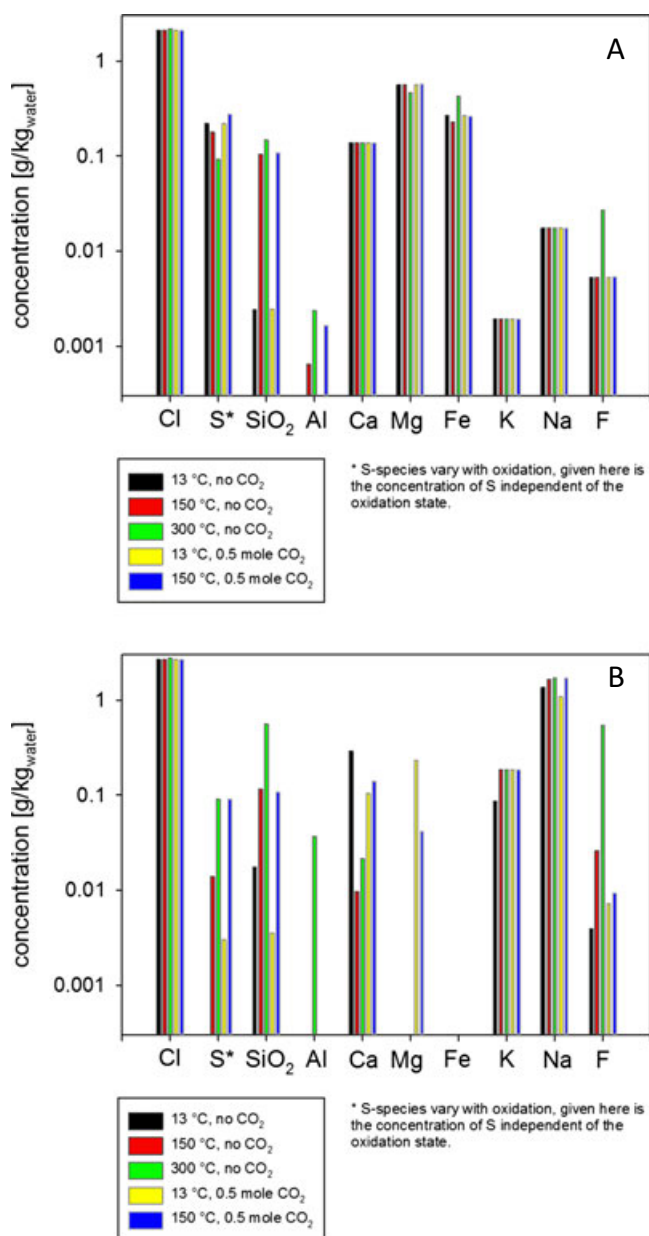 A
concentration [g/kgwater]
1
0.1
0.01
0.001
Cl S* SiO2 Al Ca Mg Fe K Na F
13 °C, no CO2
150 °C, no CO2
300 °C, no CO2
13 °C, 0.5 mole CO2
150 °C, 0.5 mole CO2
* S-species vary with oxidation, given here is
the concentration of S independent of the
oxidation state.
B
concentration [g/kgwater]
1
0.1
0.01
0.001
Cl S* SiO2 Al Ca Mg Fe K Na F
13 °C, no CO2
150 °C, no CO2
300 °C, no CO2
13 °C, 0.5 mole CO2
150 °C, 0.5 mole CO2
* S-species vary with oxidation, given here is
the concentration of S independent of the
oxidation state.